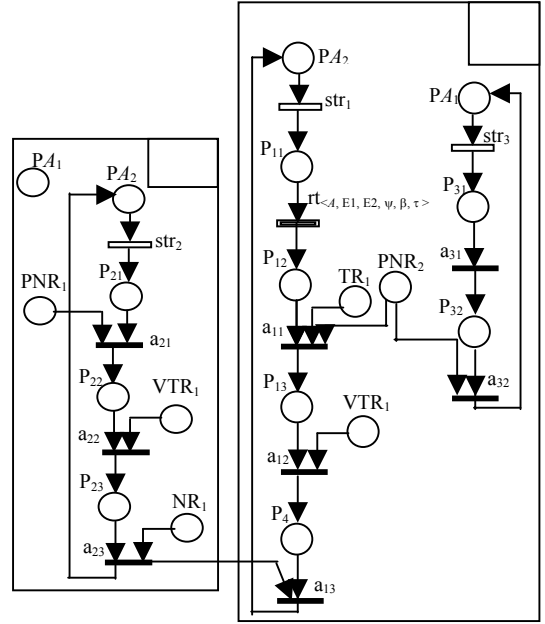 PA₁
PA₂
str₂
P₂₁
PNR₁
a₂₁
P₂₂
VTR₁
a₂₂
P₂₃
NR₁
a₂₃
PA₂
str₁
P₁₁
rt<A, E1, E2, ψ, β, τ >
P₁₂
TR₁
PNR₂
a₁₁
P₁₃
VTR₁
a₁₂
P₄
a₁₃
PA₁
str₃
P₃₁
a₃₁
P₃₂
a₃₂